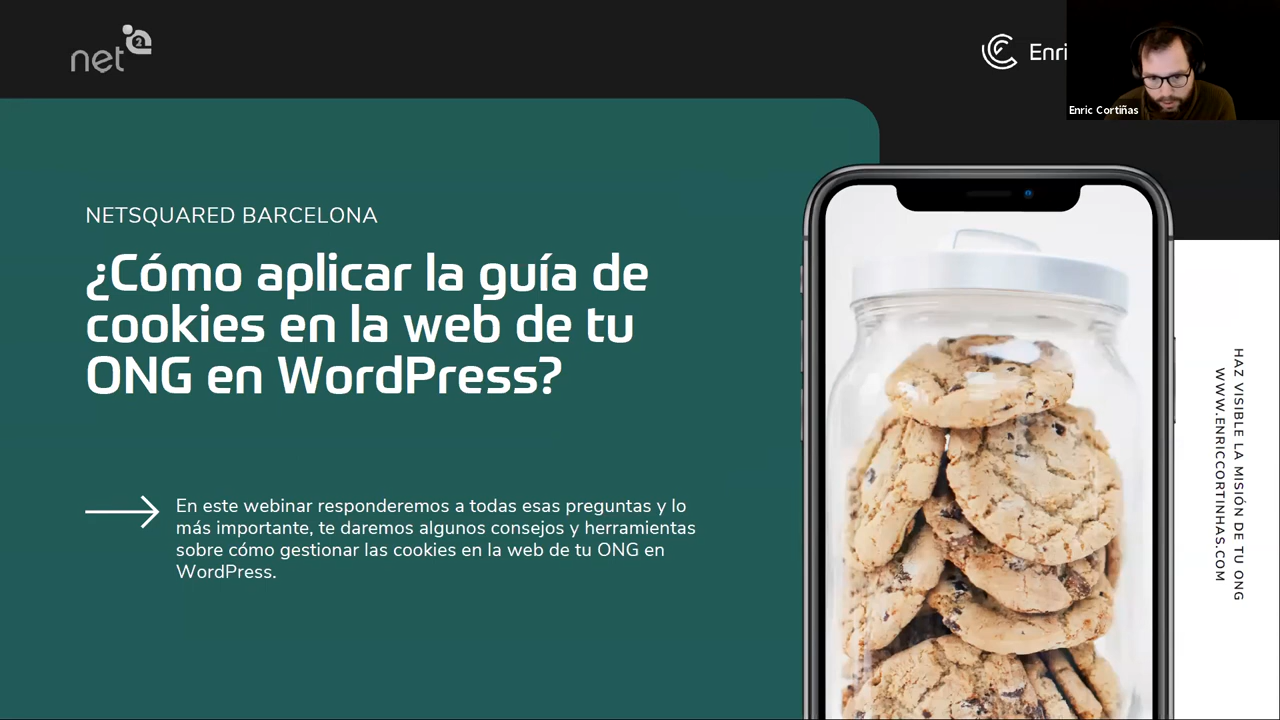 net2
Enri
Enric Cortiñas
NETSQUARED BARCELONA
¿Cómo aplicar la guía de
cookies en la web de tu
ONG en WordPress?
En este webinar responderemos a todas esas preguntas y lo
más importante, te daremos algunos consejos y herramientas
sobre cómo gestionar las cookies en la web de tu ONG en
WordPress.
HAZ VISIBLE LA MISIÓN DE TU ONG
WWW.ENRICCORTINHAS.COM